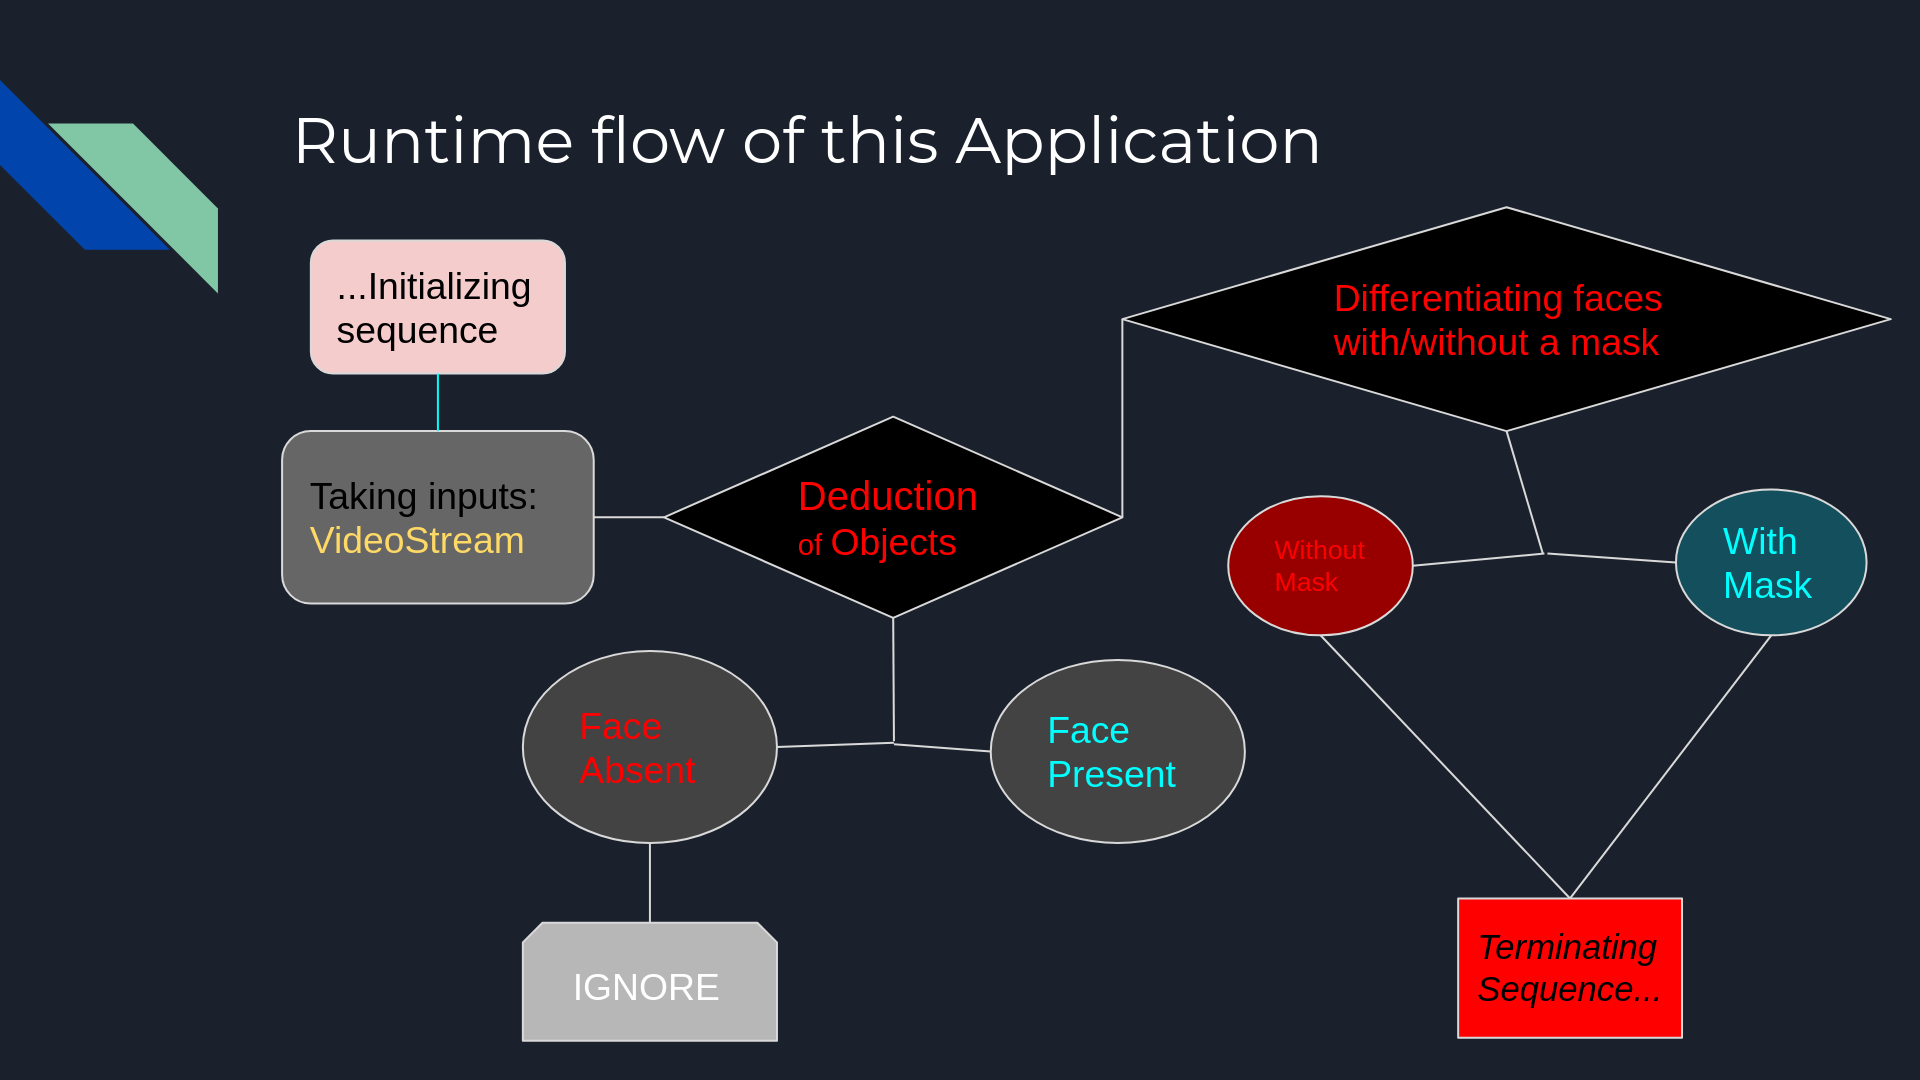 Runtime flow of this Application
...Initializing
sequence
Taking inputs:
VideoStream
Deduction
of Objects
Face
Absent
Face
Present
IGNORE
Differentiating faces
with/without a mask
Without
Mask
With
Mask
Terminating
Sequence...